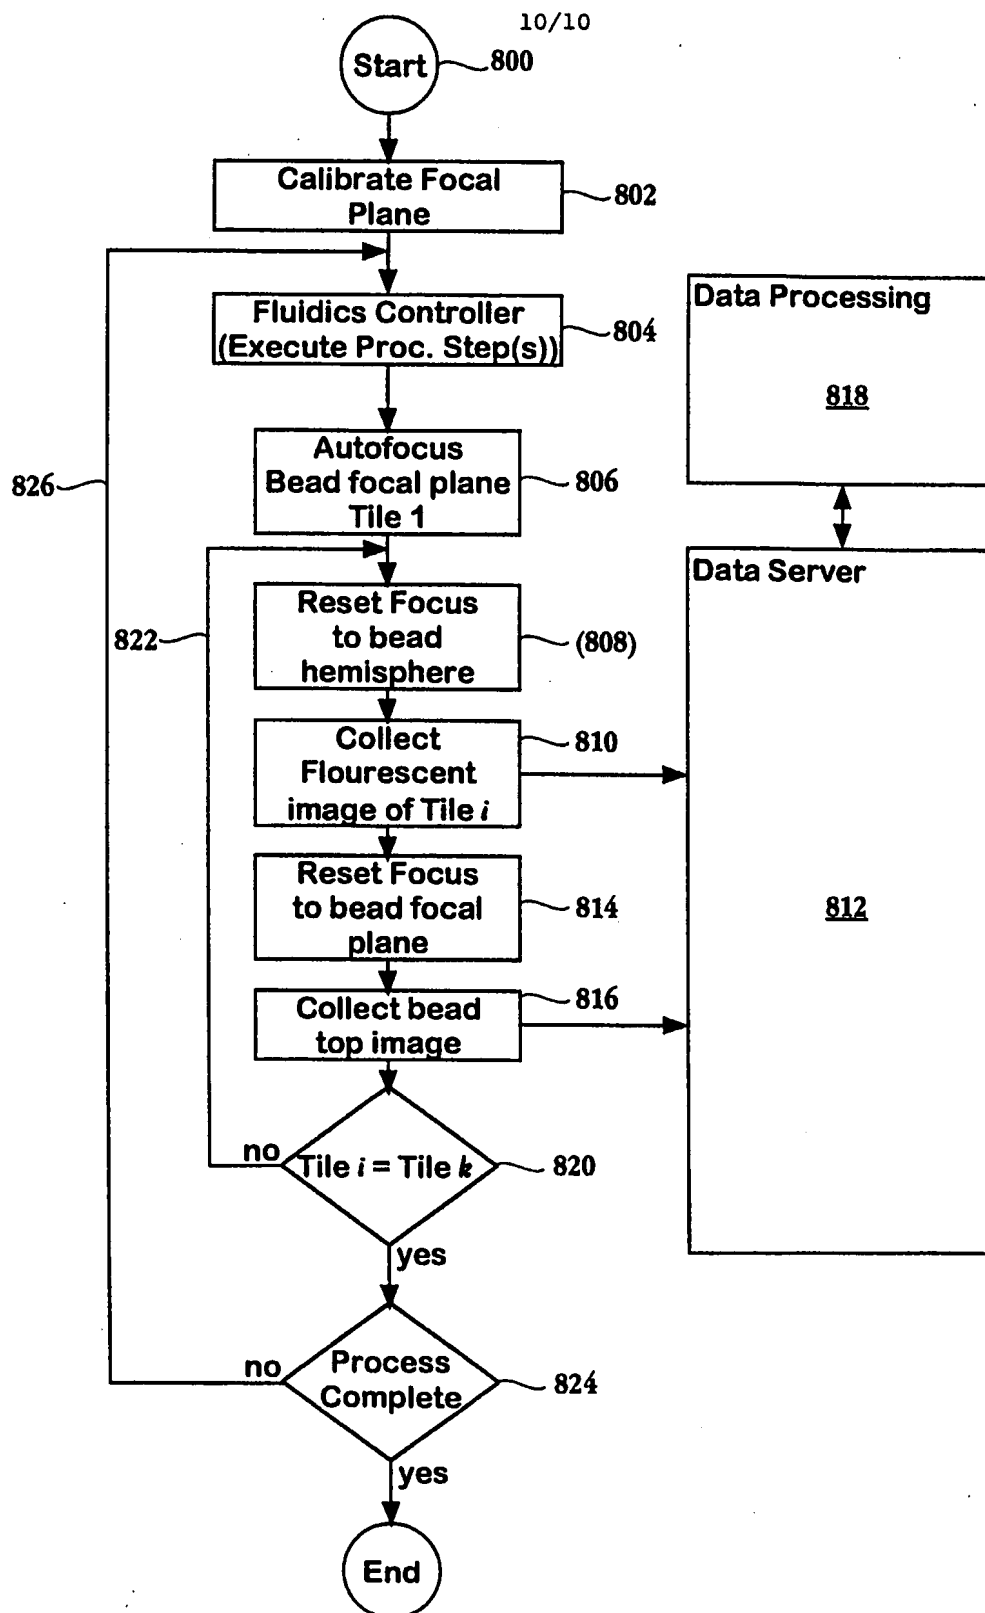 10/10
Start
800
Calibrate Focal
Plane
802
Fluidics Controller
(Execute Proc. Step(s))
804
Data Processing
818
Autofocus
Bead focal plane
Tile 1
806
826
Data Server
812
Reset Focus
to bead
hemisphere
(808)
822
Collect
Flourescent
image of Tile i
810
Reset Focus
to bead focal
plane
814
Collect bead
top image
816
no
Tile i = Tile k
820
yes
no
Process
Complete
824
yes
End